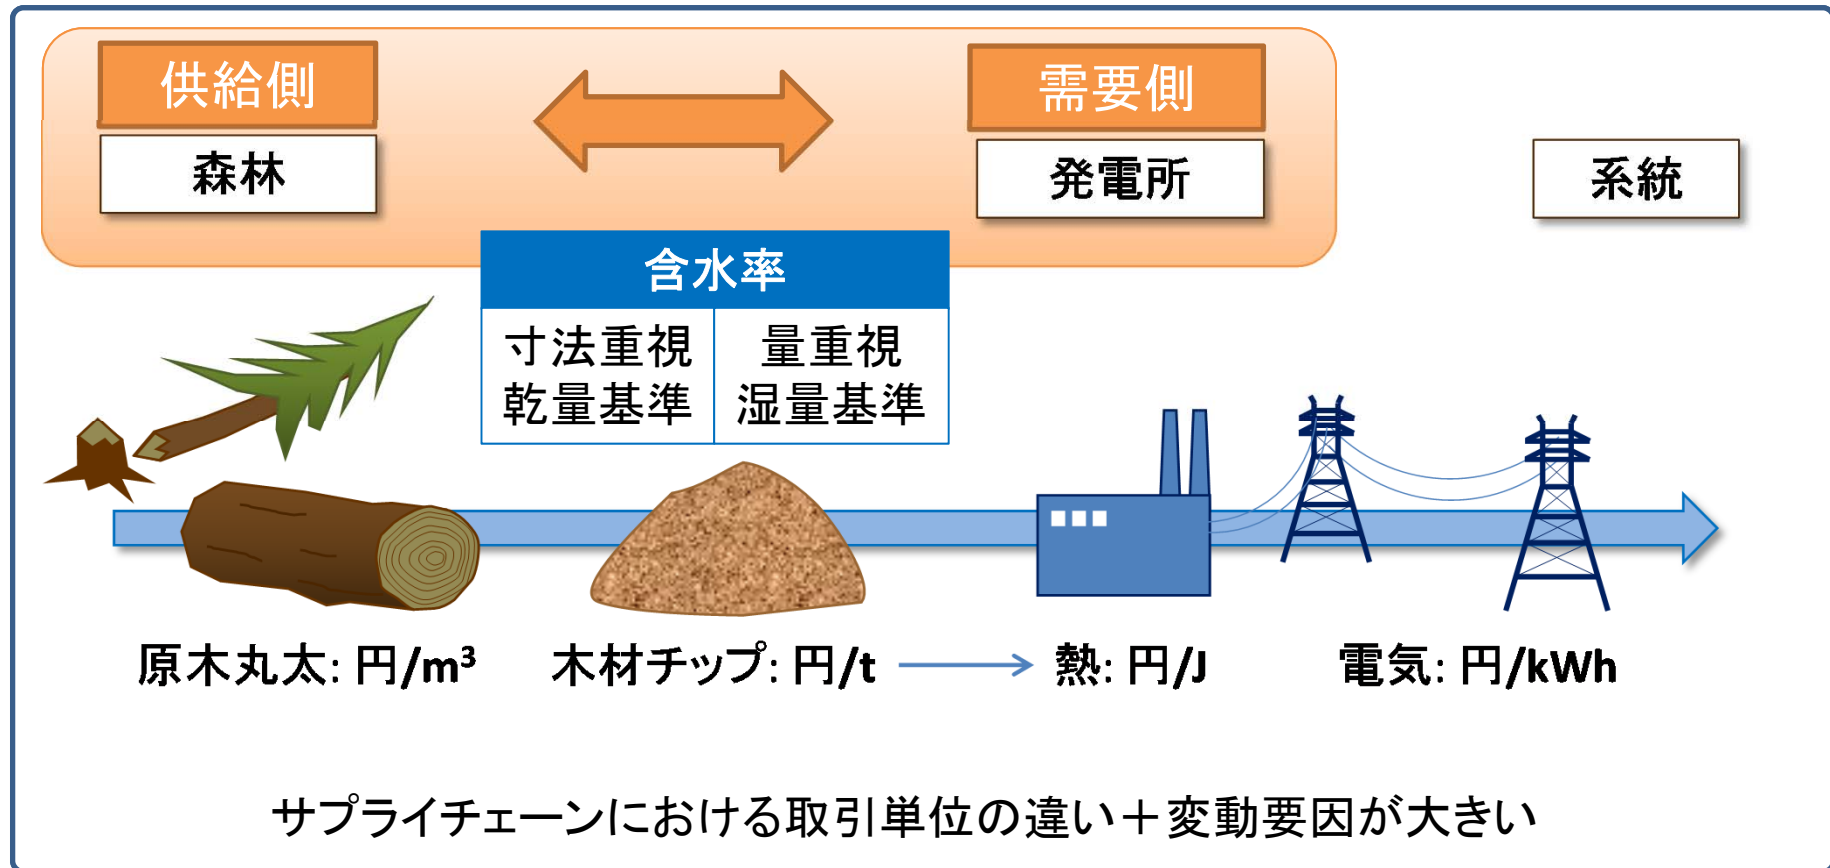 供給側
需要側
森林
発電所
系統
含水率
寸法重視
乾量基準
量重視
湿量基準
原木丸太: 円/m³
木材チップ: 円/t
熱: 円/J
電気: 円/kWh
サプライチェーンにおける取引単位の違い＋変動要因が大きい